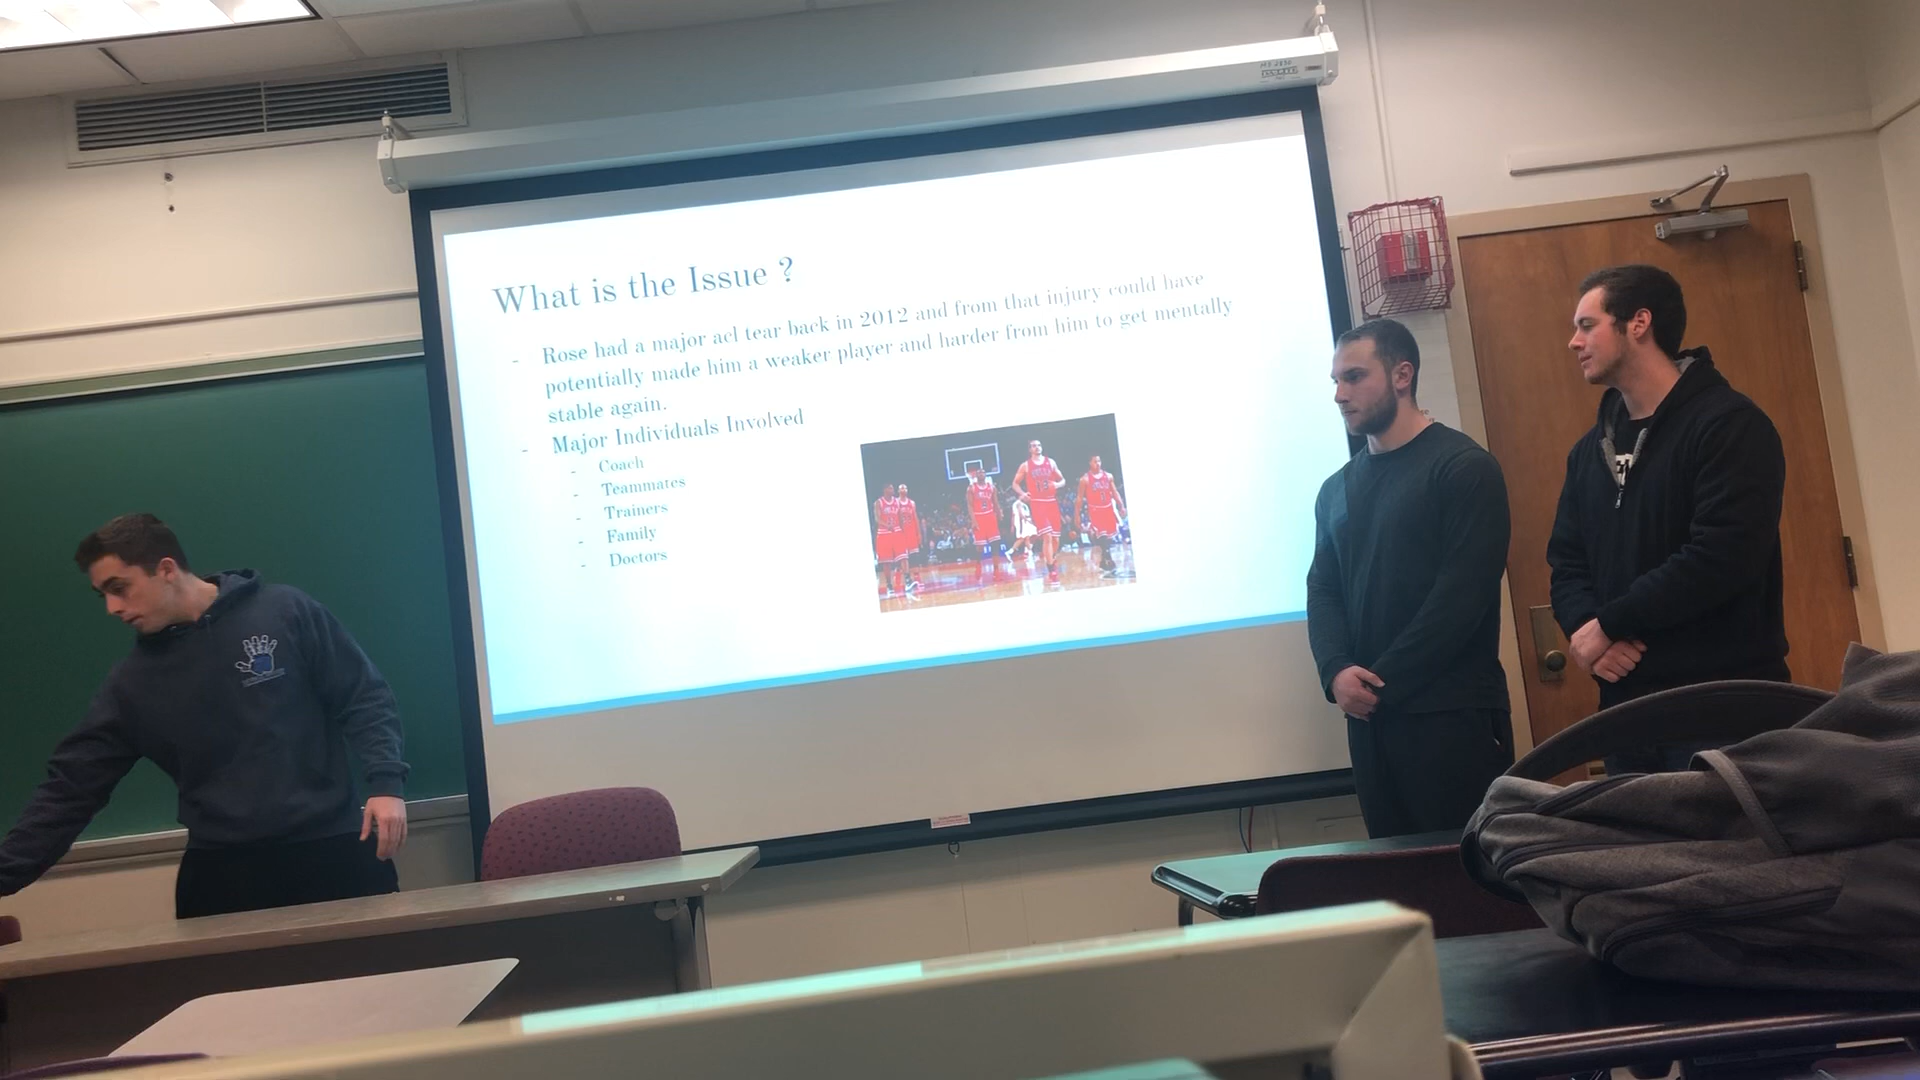 What is the Issue ?
- Rose had a major acl tear back in 2012 and from that injury could have
potentially made him a weaker player and harder from him to get mentally
stable again.
- Major Individuals Involved
- Coach
- Teammates
- Trainers
- Family
- Doctors